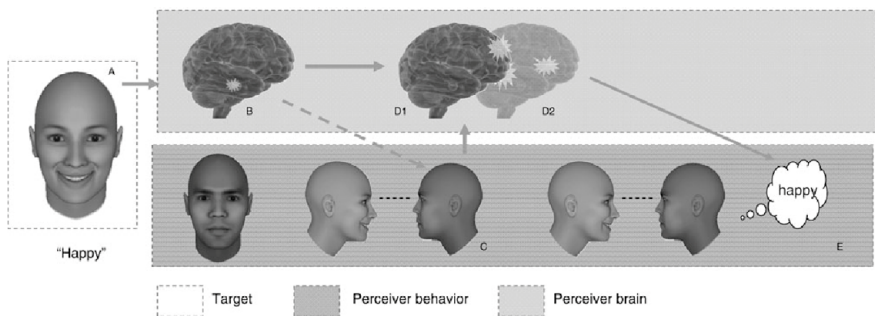 A
B
D1
D2
happy
C
E
"Happy"
Target
Perceiver behavior
Perceiver brain